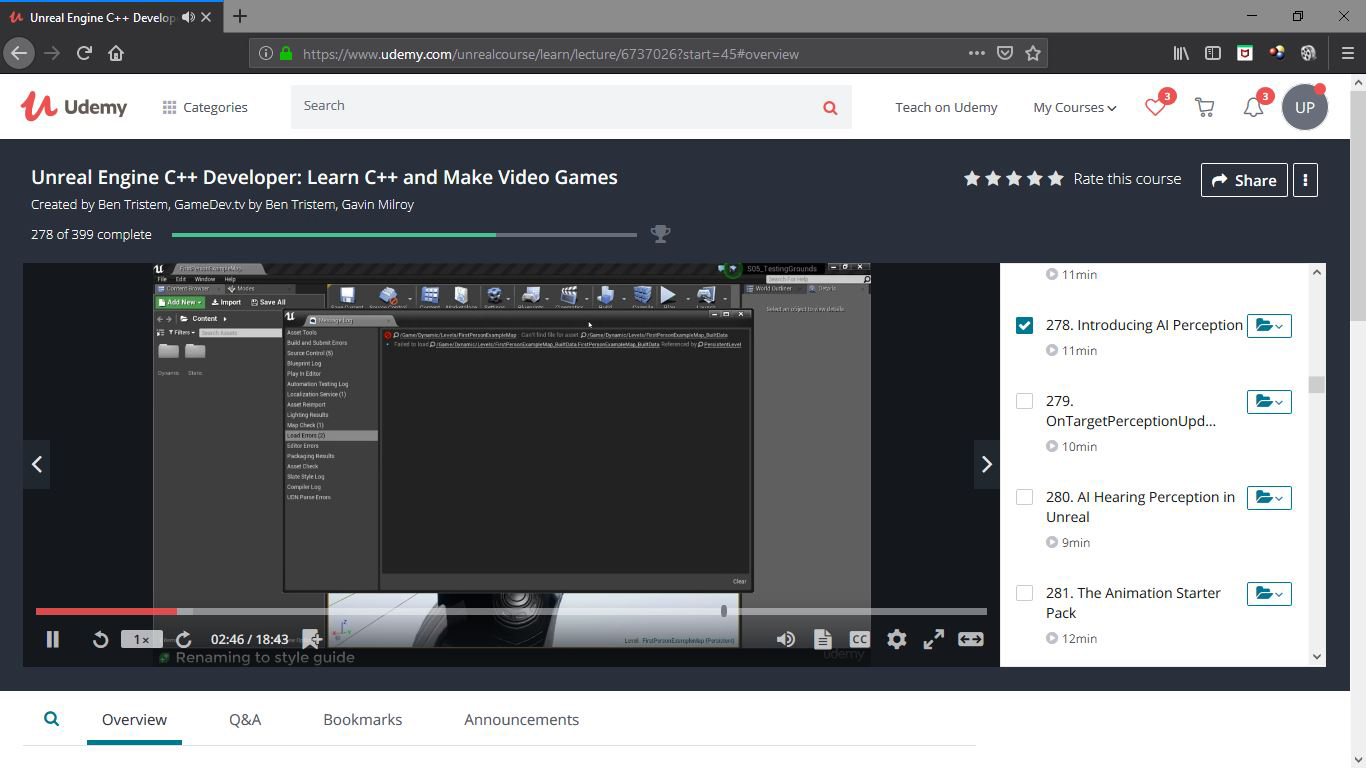 Unreal Engine C++ Develop
https://www.udemy.com/unrealcourse/learn/lecture/6737026?start=45#overview
Udemy
Categories
Search
Teach on Udemy
My Courses
3
3
UP
Unreal Engine C++ Developer: Learn C++ and Make Video Games
Rate this course
Share
Created by Ben Tristem, GameDev.tv by Ben Tristem, Gavin Milroy
278 of 399 complete
FirstPersonExampleMap
S05_TestingGrounds
File Edit Window Help
Search For Help
Content Browser
Modes
World Outliner
Details
Add New
Import
Save All
Select an object to view details.
Content
Filters
Search Assets
Dynamic
Static
Message Log
Asset Tools
Build and Submit Errors
Source Control (5)
Blueprint Log
Play In Editor
Automation Testing Log
Localization Service (1)
Asset Reimport
Lighting Results
Map Check (1)
Load Errors (2)
Editor Errors
Packaging Results
Asset Check
Slate Style Log
Compiler Log
UDN Parse Errors
/Game/Dynamic/Levels/FirstPersonExampleMap Can't find file for asset. /Game/Dynamic/Levels/FirstPersonExampleMap_BuiltData
Failed to load /Game/Dynamic/Levels/FirstPersonExampleMap_BuiltData.FirstPersonExampleMap_BuiltData Referenced by PersistentLevel
Clear
Level: FirstPersonExampleMap (Persistent)
1x
02:46 / 18:43
CC
Renaming to style guide
udemy
11min
278. Introducing AI Perception
11min
279.
OnTargetPerceptionUpd...
10min
280. AI Hearing Perception in
Unreal
9min
281. The Animation Starter
Pack
12min
Overview
Q&A
Bookmarks
Announcements